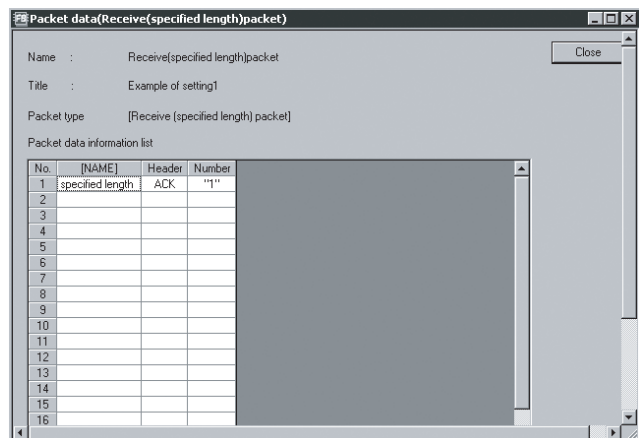 Packet data(Receive(specified length)packet)
Close
Name : Receive(specified length)packet
Title : Example of setting1
Packet type [Receive (specified length) packet]
Packet data information list
No. [NAME] Header Number
1 specified length ACK "1"
2
3
4
5
6
7
8
9
10
11
12
13
14
15
16